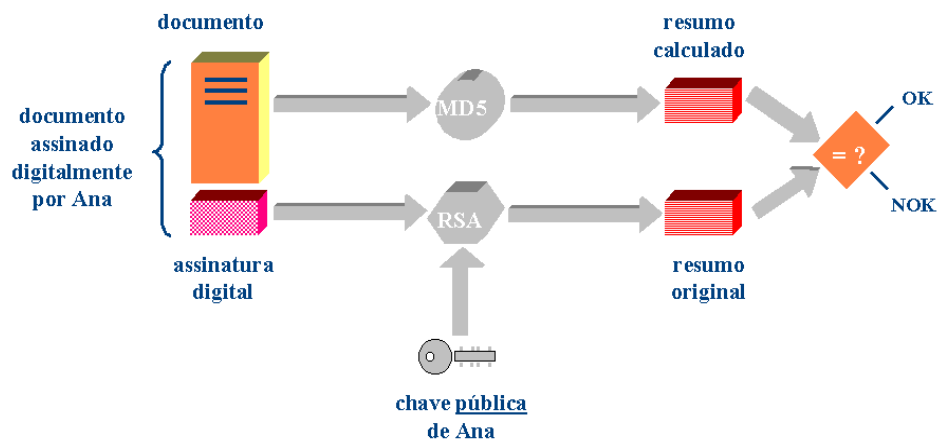 documento
resumo
calculado
documento
assinado
digitalmente
por Ana
MD5
OK
= ?
RSA
NOK
assinatura
digital
resumo
original
chave pública
de Ana